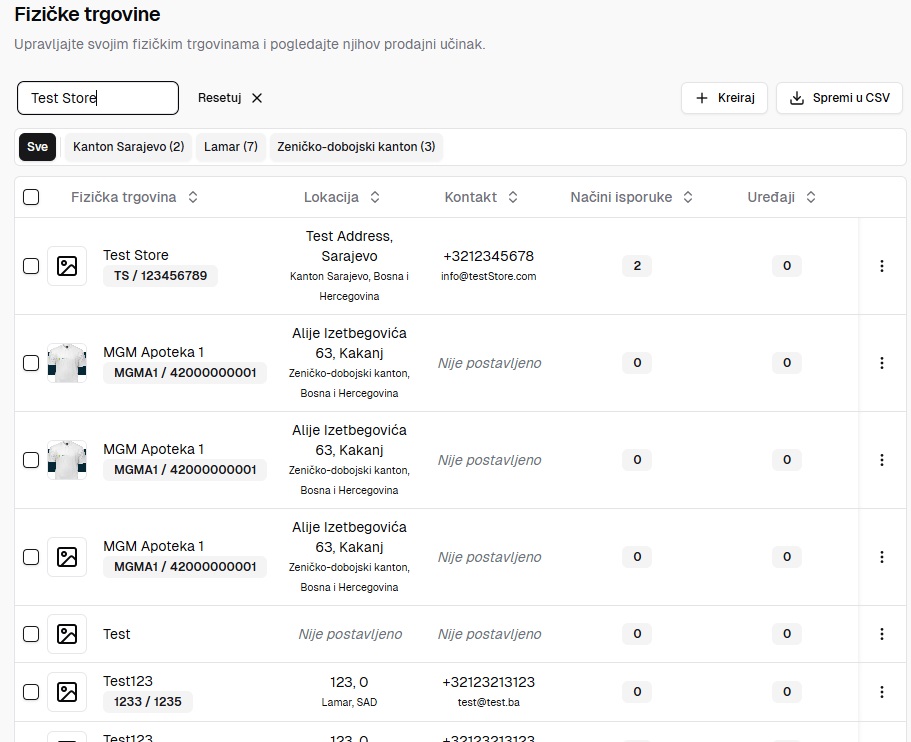 Fizičke trgovine
Upravljajte svojim fizičkim trgovinama i pogledajte njihov prodajni učinak.
Test Store
Resetuj
Kreiraj
Spremi u CSV
Sve
Kanton Sarajevo (2)
Lamar (7)
Zeničko-dobojski kanton (3)
Fizička trgovina
Lokacija
Kontakt
Načini isporuke
Uređaji
Test Store
TS / 123456789
Test Address,
Sarajevo
Kanton Sarajevo, Bosna i
Hercegovina
+3212345678
info@testStore.com
2
0
MGM Apoteka 1
MGMA1 / 42000000001
Alije Izetbegovića
63, Kakanj
Zeničko-dobojski kanton,
Bosna i Hercegovina
Nije postavljeno
0
0
MGM Apoteka 1
MGMA1 / 42000000001
Alije Izetbegovića
63, Kakanj
Zeničko-dobojski kanton,
Bosna i Hercegovina
Nije postavljeno
0
0
MGM Apoteka 1
MGMA1 / 42000000001
Alije Izetbegovića
63, Kakanj
Zeničko-dobojski kanton,
Bosna i Hercegovina
Nije postavljeno
0
0
Test
Nije postavljeno
Nije postavljeno
0
0
Test123
1233 / 1235
123, 0
Lamar, SAD
+32123213123
test@test.ba
0
0
Test123
123, 0
+32123213123